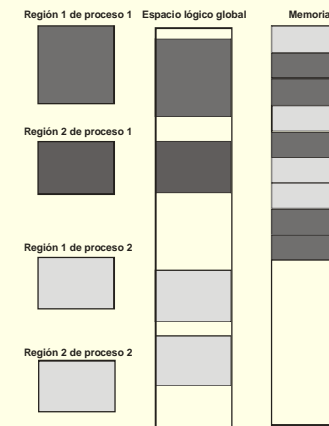 Región 1 de proceso 1 Espacio lógico global Memoria
Región 2 de proceso 1
Región 1 de proceso 2
Región 2 de proceso 2